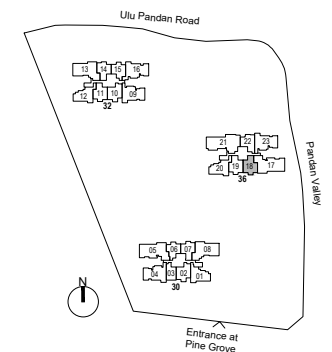 Ulu Pandan Road
13 14 15 16
12 11 10 09
32
21 22 23
20 19 18 17
36
Pandan Valley
05 06 07 08
04 03 02 01
30
N
Entrance at
Pine Grove